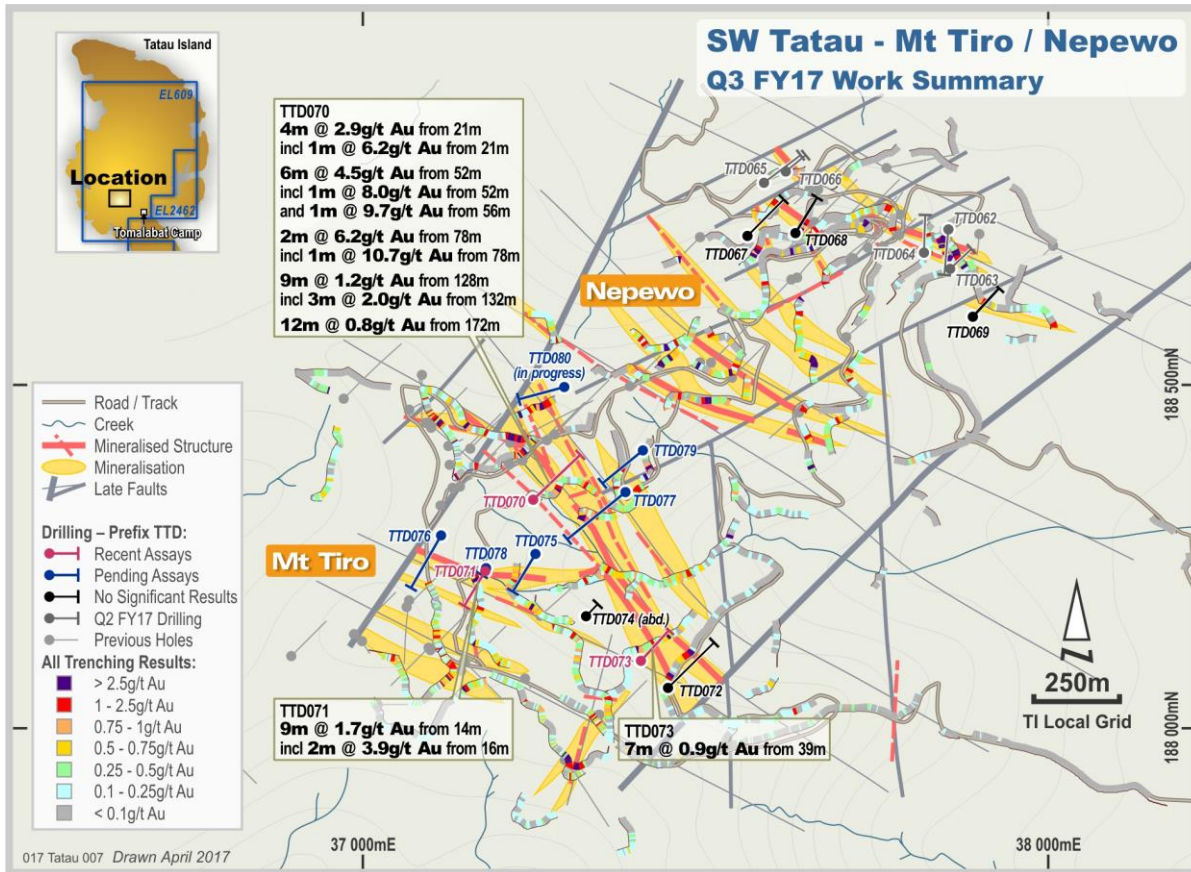 SW Tatau - Mt Tiro / Nepewo
Q3 FY17 Work Summary
Tatau Island
EL609
Location
EL2462
Tomalabat Camp
TTD070
4m @ 2.9g/t Au from 21m
incl 1m @ 6.2g/t Au from 21m
6m @ 4.5g/t Au from 52m
incl 1m @ 8.0g/t Au from 52m
and 1m @ 9.7g/t Au from 56m
2m @ 6.2g/t Au from 78m
incl 1m @ 10.7g/t Au from 78m
9m @ 1.2g/t Au from 128m
incl 3m @ 2.0g/t Au from 132m
12m @ 0.8g/t Au from 172m
TTD065
TTD066
TTD067
TTD068
TTD062
TTD064
TTD063
TTD069
Nepewo
TTD080
(in progress)
188 500mN
TTD079
TTD070
TTD077
TTD076
TTD078
TTD075
TTD071
Mt Tiro
TTD074 (abd.)
TTD073
TTD072
Road / Track
Creek
Mineralised Structure
Mineralisation
Late Faults
Drilling – Prefix TTD:
Recent Assays
Pending Assays
No Significant Results
Q2 FY17 Drilling
Previous Holes
All Trenching Results:
> 2.5g/t Au
1 - 2.5g/t Au
0.75 - 1g/t Au
0.5 - 0.75g/t Au
0.25 - 0.5g/t Au
0.1 - 0.25g/t Au
< 0.1g/t Au
TTD071
9m @ 1.7g/t Au from 14m
incl 2m @ 3.9g/t Au from 16m
TTD073
7m @ 0.9g/t Au from 39m
N
250m
TI Local Grid
188 000mN
37 000mE
38 000mE
017 Tatau 007 Drawn April 2017